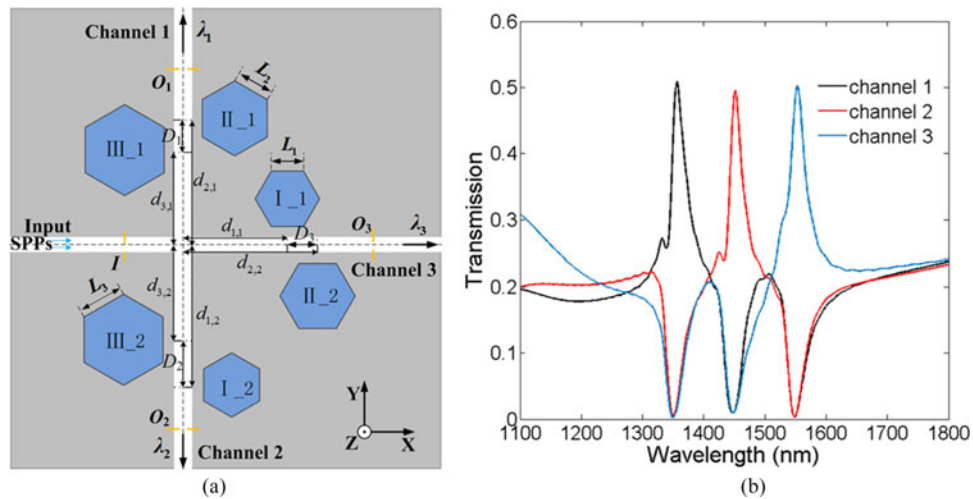 Channel 1
λ1
O1
L2
II_1
III_1
D1
L1
d2,1
I_1
d3,1
Input
SPPs
d1,1
D3
O3
λ3
I
d2,2
Channel 3
L3
d3,2
II_2
d1,2
III_2
D2
I_2
Y
O2
Z
X
λ2
Channel 2
(a)
0.6
0.5
0.4
0.3
0.2
0.1
0
Transmission
channel 1
channel 2
channel 3
1100 1200 1300 1400 1500 1600 1700 1800
Wavelength (nm)
(b)